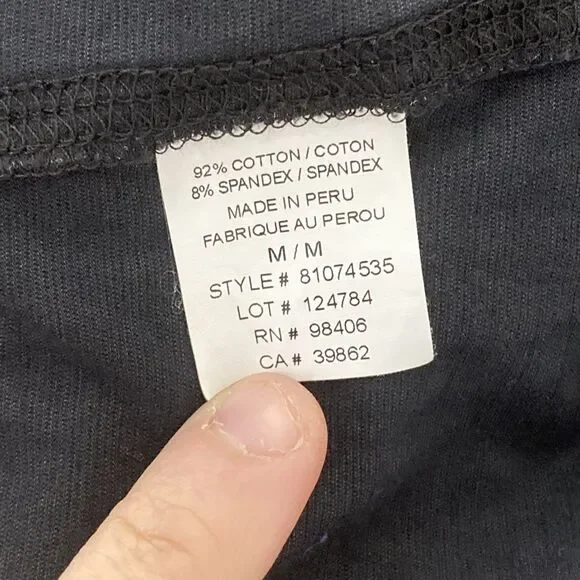 92% COTTON / COTON
8% SPANDEX / SPANDEX
MADE IN PERU
FABRIQUE AU PEROU
M / M
STYLE# 81074535
LOT # 124784
RN # 98406
CA # 39862